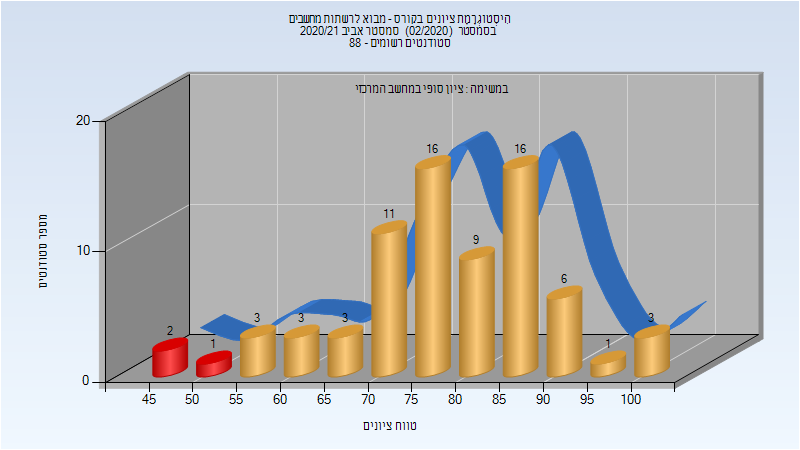 היסטוגרמת ציונים בקורס - מבוא לרשתות מחשבים
בסמסטר (02/2020) סמסטר אביב 2020/21
סטודנטים רשומים - 88
במשימה : ציון סופי במחשב המרכזי
מספר סטודנטים
20
10
0
2
1
3
3
3
11
16
9
16
6
1
3
45 50 55 60 65 70 75 80 85 90 95 100
טווח ציונים